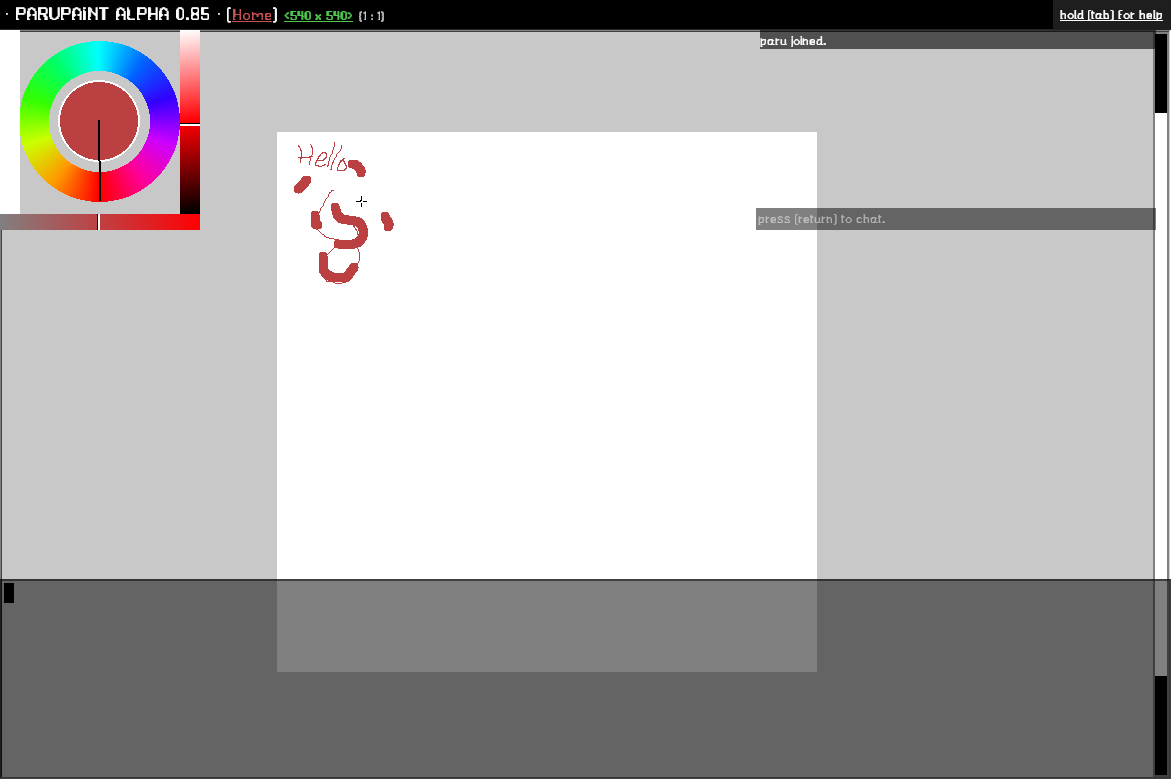 · PARUPAiNT ALPHA 0.85 · [Home] <540 x 540> (1 : 1)
hold [tab] for help
paru joined.
Hello
press [return] to chat.